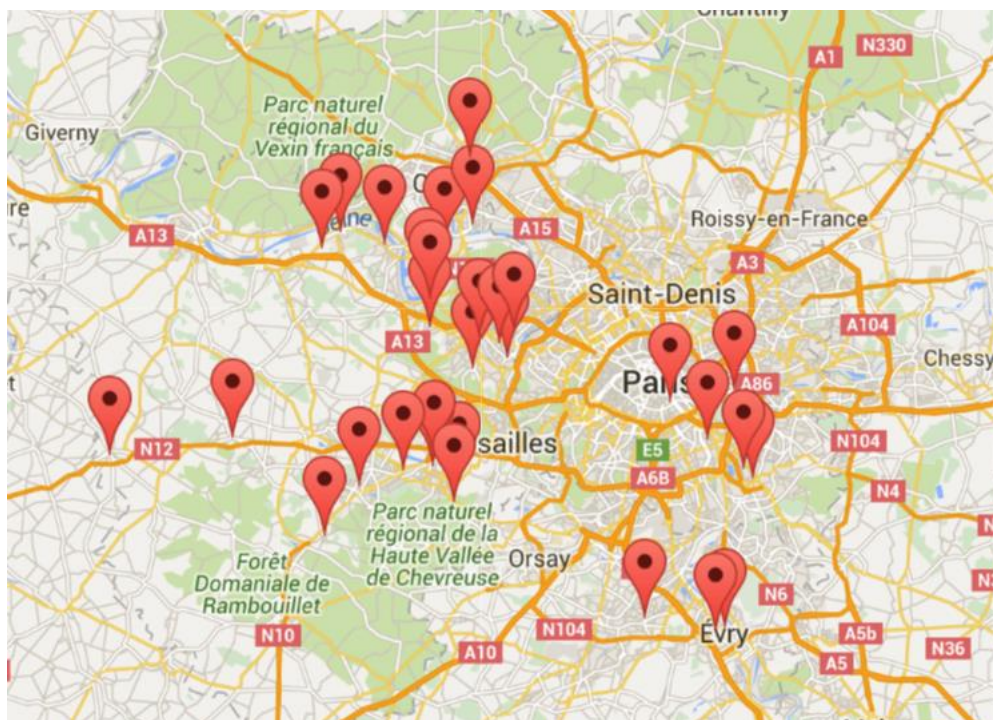 Chantilly
N330
A1
Parc naturel
régional du
Vexin français
Giverny
Roissy-en-France
A13
A15
A3
Saint-Denis
A104
A13
Chessy
Paris
A86
N12
sailles
E5
N104
A6B
N4
Parc naturel
régional de la
Haute Vallée
de Chevreuse
Orsay
Forêt
Domaniale de
Rambouillet
N6
N10
N104
Évry
A5b
N36
A10
A5